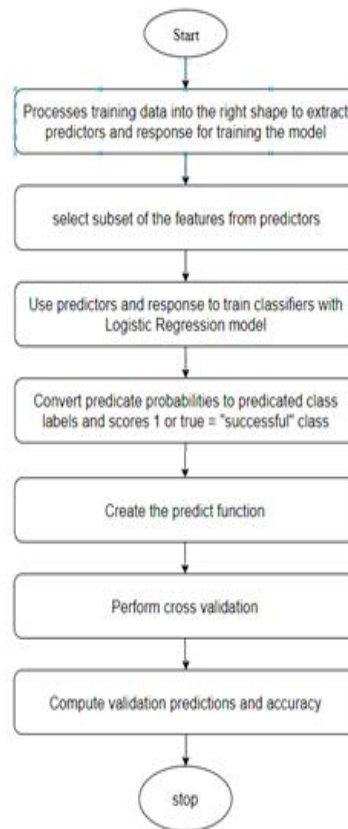 Start
Processes training data into the right shape to extract
predictors and response for training the model
select subset of the features from predictors
Use predictors and response to train classifiers with
Logistic Regression model
Convert predicate probabilities to predicated class
labels and scores 1 or true = "successful" class
Create the predict function
Perform cross validation
Compute validation predictions and accuracy
stop